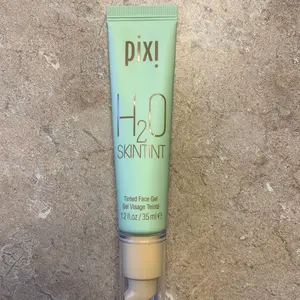 pixi
H2O
SKINTINT
Tinted Face Gel
Gel Visage Teinté
1.2 fl.oz / 35 ml e